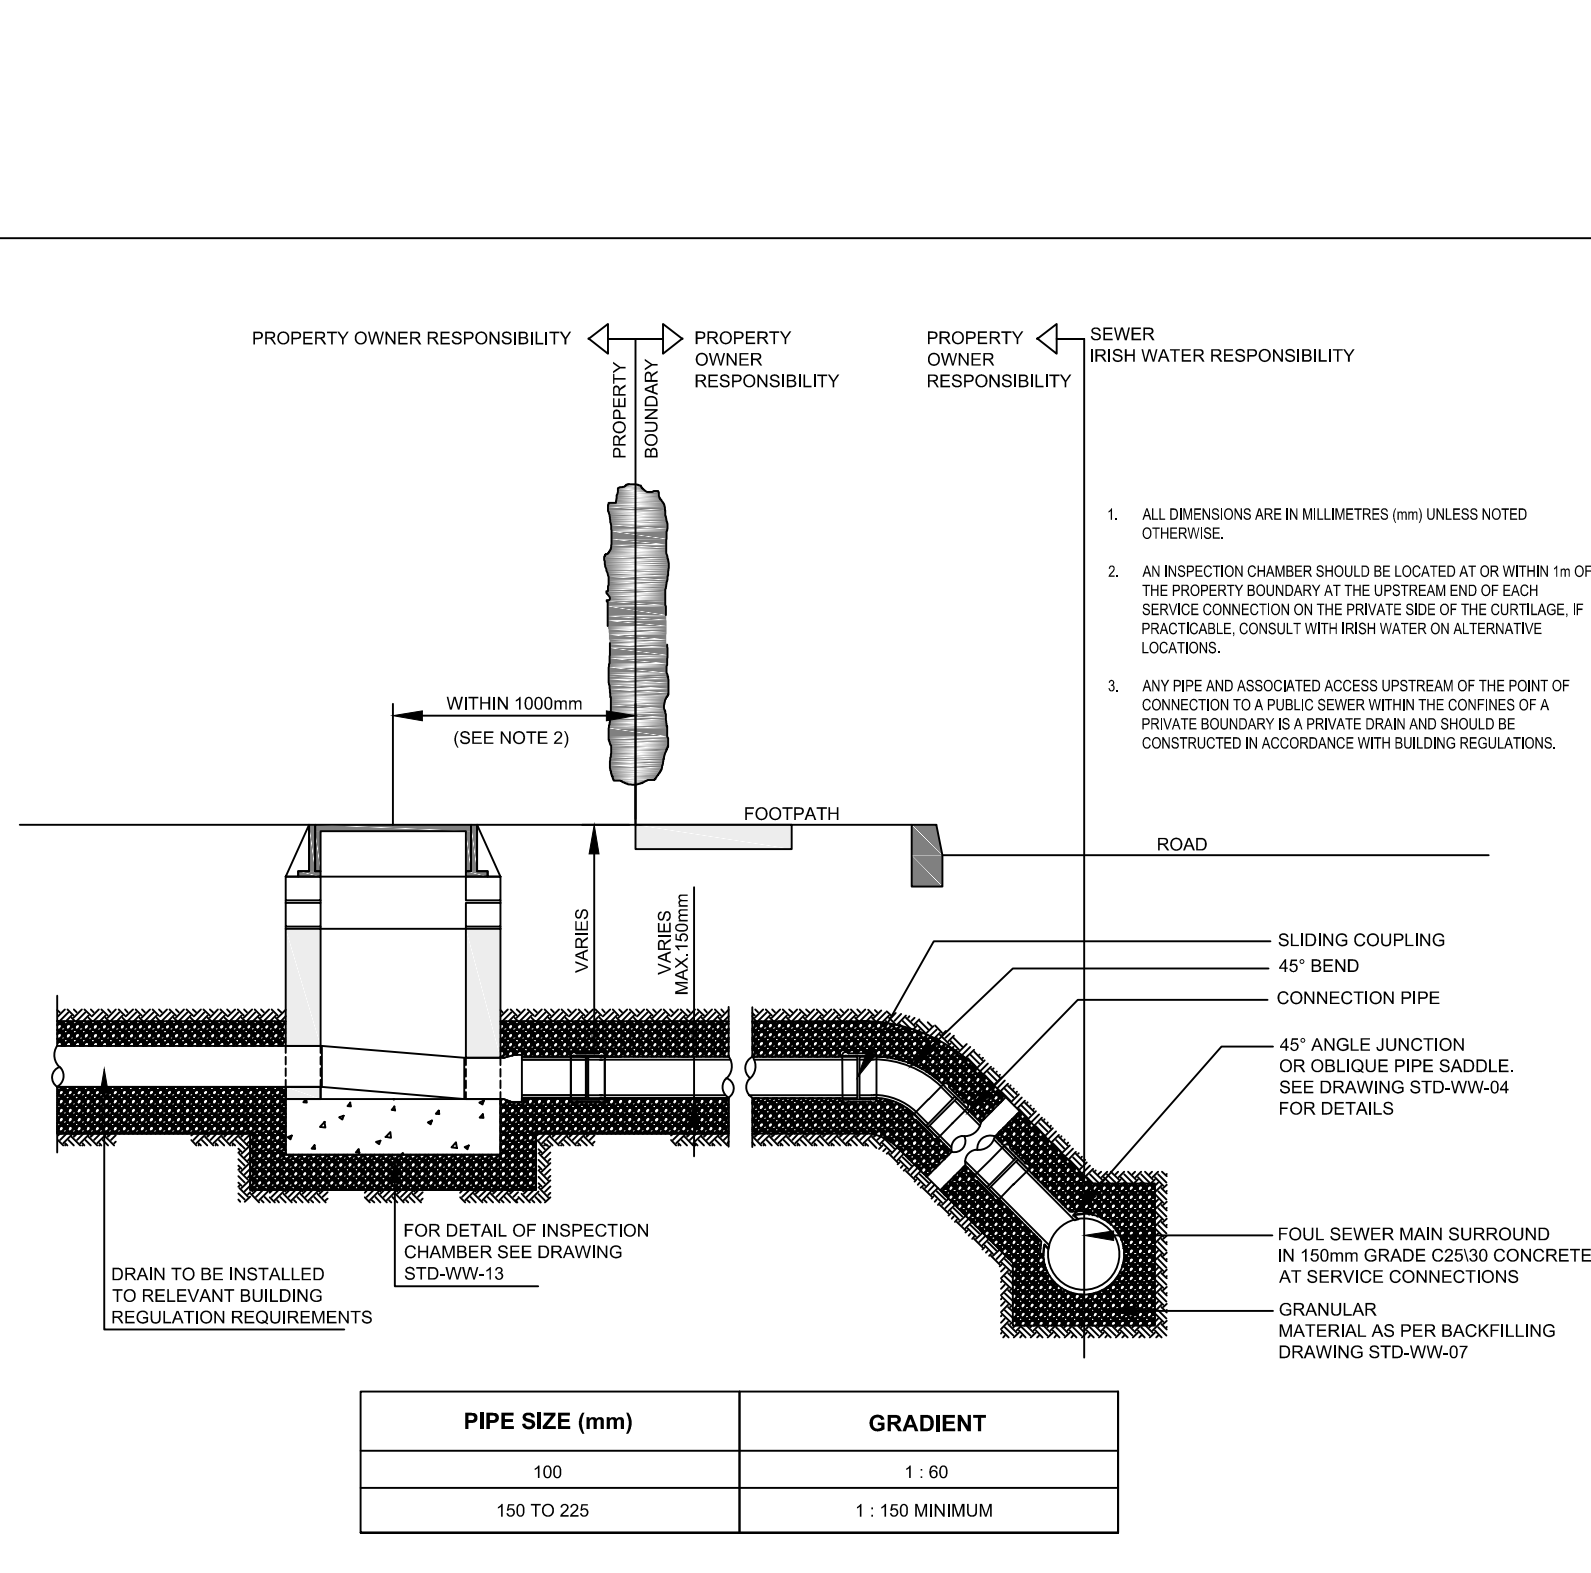 PROPERTY OWNER RESPONSIBILITY
PROPERTY
OWNER
RESPONSIBILITY
PROPERTY
OWNER
RESPONSIBILITY
SEWER
IRISH WATER RESPONSIBILITY
PROPERTY
BOUNDARY
1. ALL DIMENSIONS ARE IN MILLIMETRES (mm) UNLESS NOTED
OTHERWISE.
2. AN INSPECTION CHAMBER SHOULD BE LOCATED AT OR WITHIN 1m OF
THE PROPERTY BOUNDARY AT THE UPSTREAM END OF EACH
SERVICE CONNECTION ON THE PRIVATE SIDE OF THE CURTILAGE, IF
PRACTICABLE, CONSULT WITH IRISH WATER ON ALTERNATIVE
LOCATIONS.
3. ANY PIPE AND ASSOCIATED ACCESS UPSTREAM OF THE POINT OF
CONNECTION TO A PUBLIC SEWER WITHIN THE CONFINES OF A
PRIVATE BOUNDARY IS A PRIVATE DRAIN AND SHOULD BE
CONSTRUCTED IN ACCORDANCE WITH BUILDING REGULATIONS.
WITHIN 1000mm
(SEE NOTE 2)
FOOTPATH
ROAD
VARIES
VARIES
MAX.150mm
SLIDING COUPLING
45° BEND
CONNECTION PIPE
45° ANGLE JUNCTION
OR OBLIQUE PIPE SADDLE.
SEE DRAWING STD-WW-04
FOR DETAILS
FOR DETAIL OF INSPECTION
CHAMBER SEE DRAWING
STD-WW-13
DRAIN TO BE INSTALLED
TO RELEVANT BUILDING
REGULATION REQUIREMENTS
FOUL SEWER MAIN SURROUND
IN 150mm GRADE C25\30 CONCRETE
AT SERVICE CONNECTIONS
GRANULAR
MATERIAL AS PER BACKFILLING
DRAWING STD-WW-07
PIPE SIZE (mm) GRADIENT
100 1 : 60
150 TO 225 1 : 150 MINIMUM